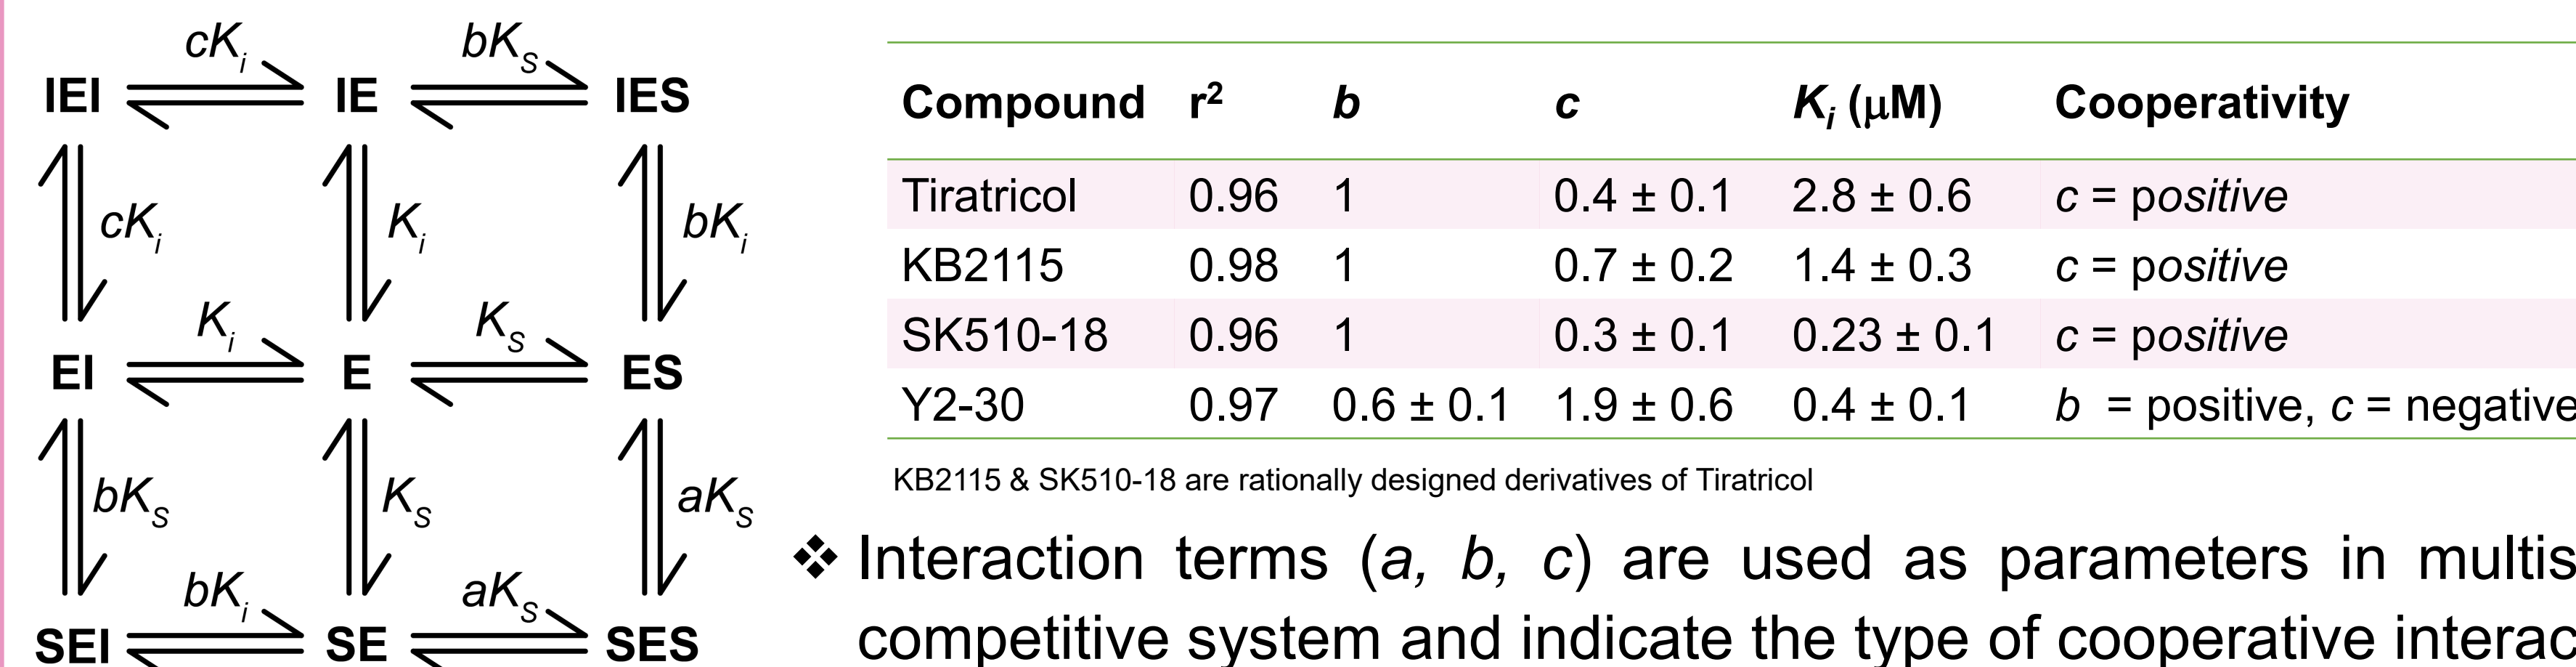 cKi bKS
IEI IE IES
cKi Ki bKi
Ki KS
EI E ES
bKS KS aKS
bKi aKS
SEI SE SES
Compound r² b c Ki (μM) Cooperativity
Tiratricol 0.96 1 0.4 ± 0.1 2.8 ± 0.6 c = positive
KB2115 0.98 1 0.7 ± 0.2 1.4 ± 0.3 c = positive
SK510-18 0.96 1 0.3 ± 0.1 0.23 ± 0.1 c = positive
Y2-30 0.97 0.6 ± 0.1 1.9 ± 0.6 0.4 ± 0.1 b = positive, c = negative
KB2115 & SK510-18 are rationally designed derivatives of Tiratricol
❖ Interaction terms (a, b, c) are used as parameters in multis
competitive system and indicate the type of cooperative interac